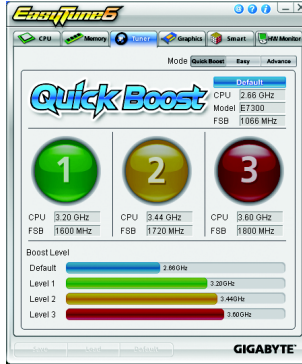 EasyTune6
CPU Memory Tuner Graphics Smart HW Monitor
Mode Quick Boost Easy Advance
Quick Boost
Default
CPU 2.66 GHz
Model E7300
FSB 1066 MHz
1 2 3
CPU 3.20 GHz CPU 3.44 GHz CPU 3.60 GHz
FSB 1600 MHz FSB 1720 MHz FSB 1800 MHz
Boost Level
Default 2.66GHz
Level 1 3.20GHz
Level 2 3.44GHz
Level 3 3.60GHz
Save Load Default
GIGABYTE